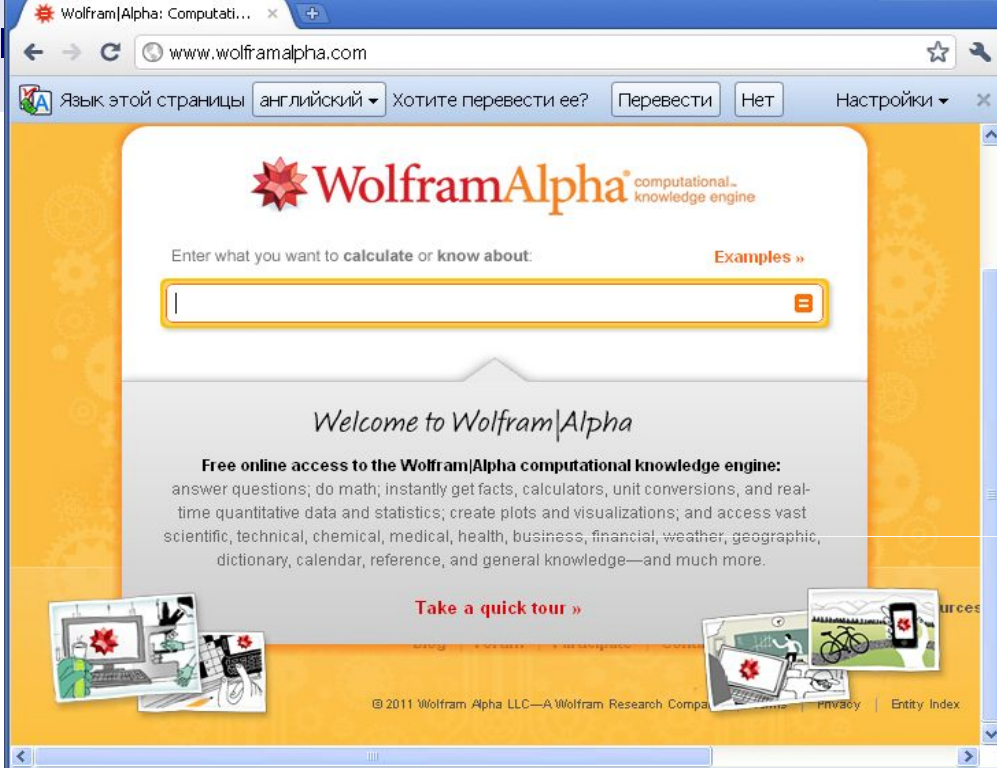 Wolfram|Alpha: Computati...
www.wolframalpha.com
Язык этой страницы английский Хотите перевести ее? Перевести Нет Настройки
WolframAlpha computational knowledge engine
Enter what you want to calculate or know about: Examples »
Welcome to Wolfram|Alpha
Free online access to the Wolfram|Alpha computational knowledge engine:
answer questions; do math; instantly get facts, calculators, unit conversions, and real-
time quantitative data and statistics; create plots and visualizations; and access vast
scientific, technical, chemical, medical, health, business, financial, weather, geographic,
dictionary, calendar, reference, and general knowledge—and much more.
Take a quick tour »
Blog | Forum | Participate
© 2011 Wolfram Alpha LLC—A Wolfram Research Compa Terms | Privacy | Entity Index